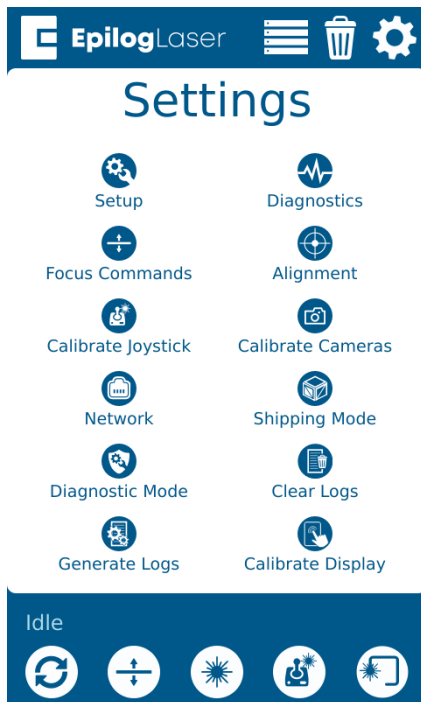 EpilogLaser
Settings
Setup
Diagnostics
Focus Commands
Alignment
Calibrate Joystick
Calibrate Cameras
Network
Shipping Mode
Diagnostic Mode
Clear Logs
Generate Logs
Calibrate Display
Idle